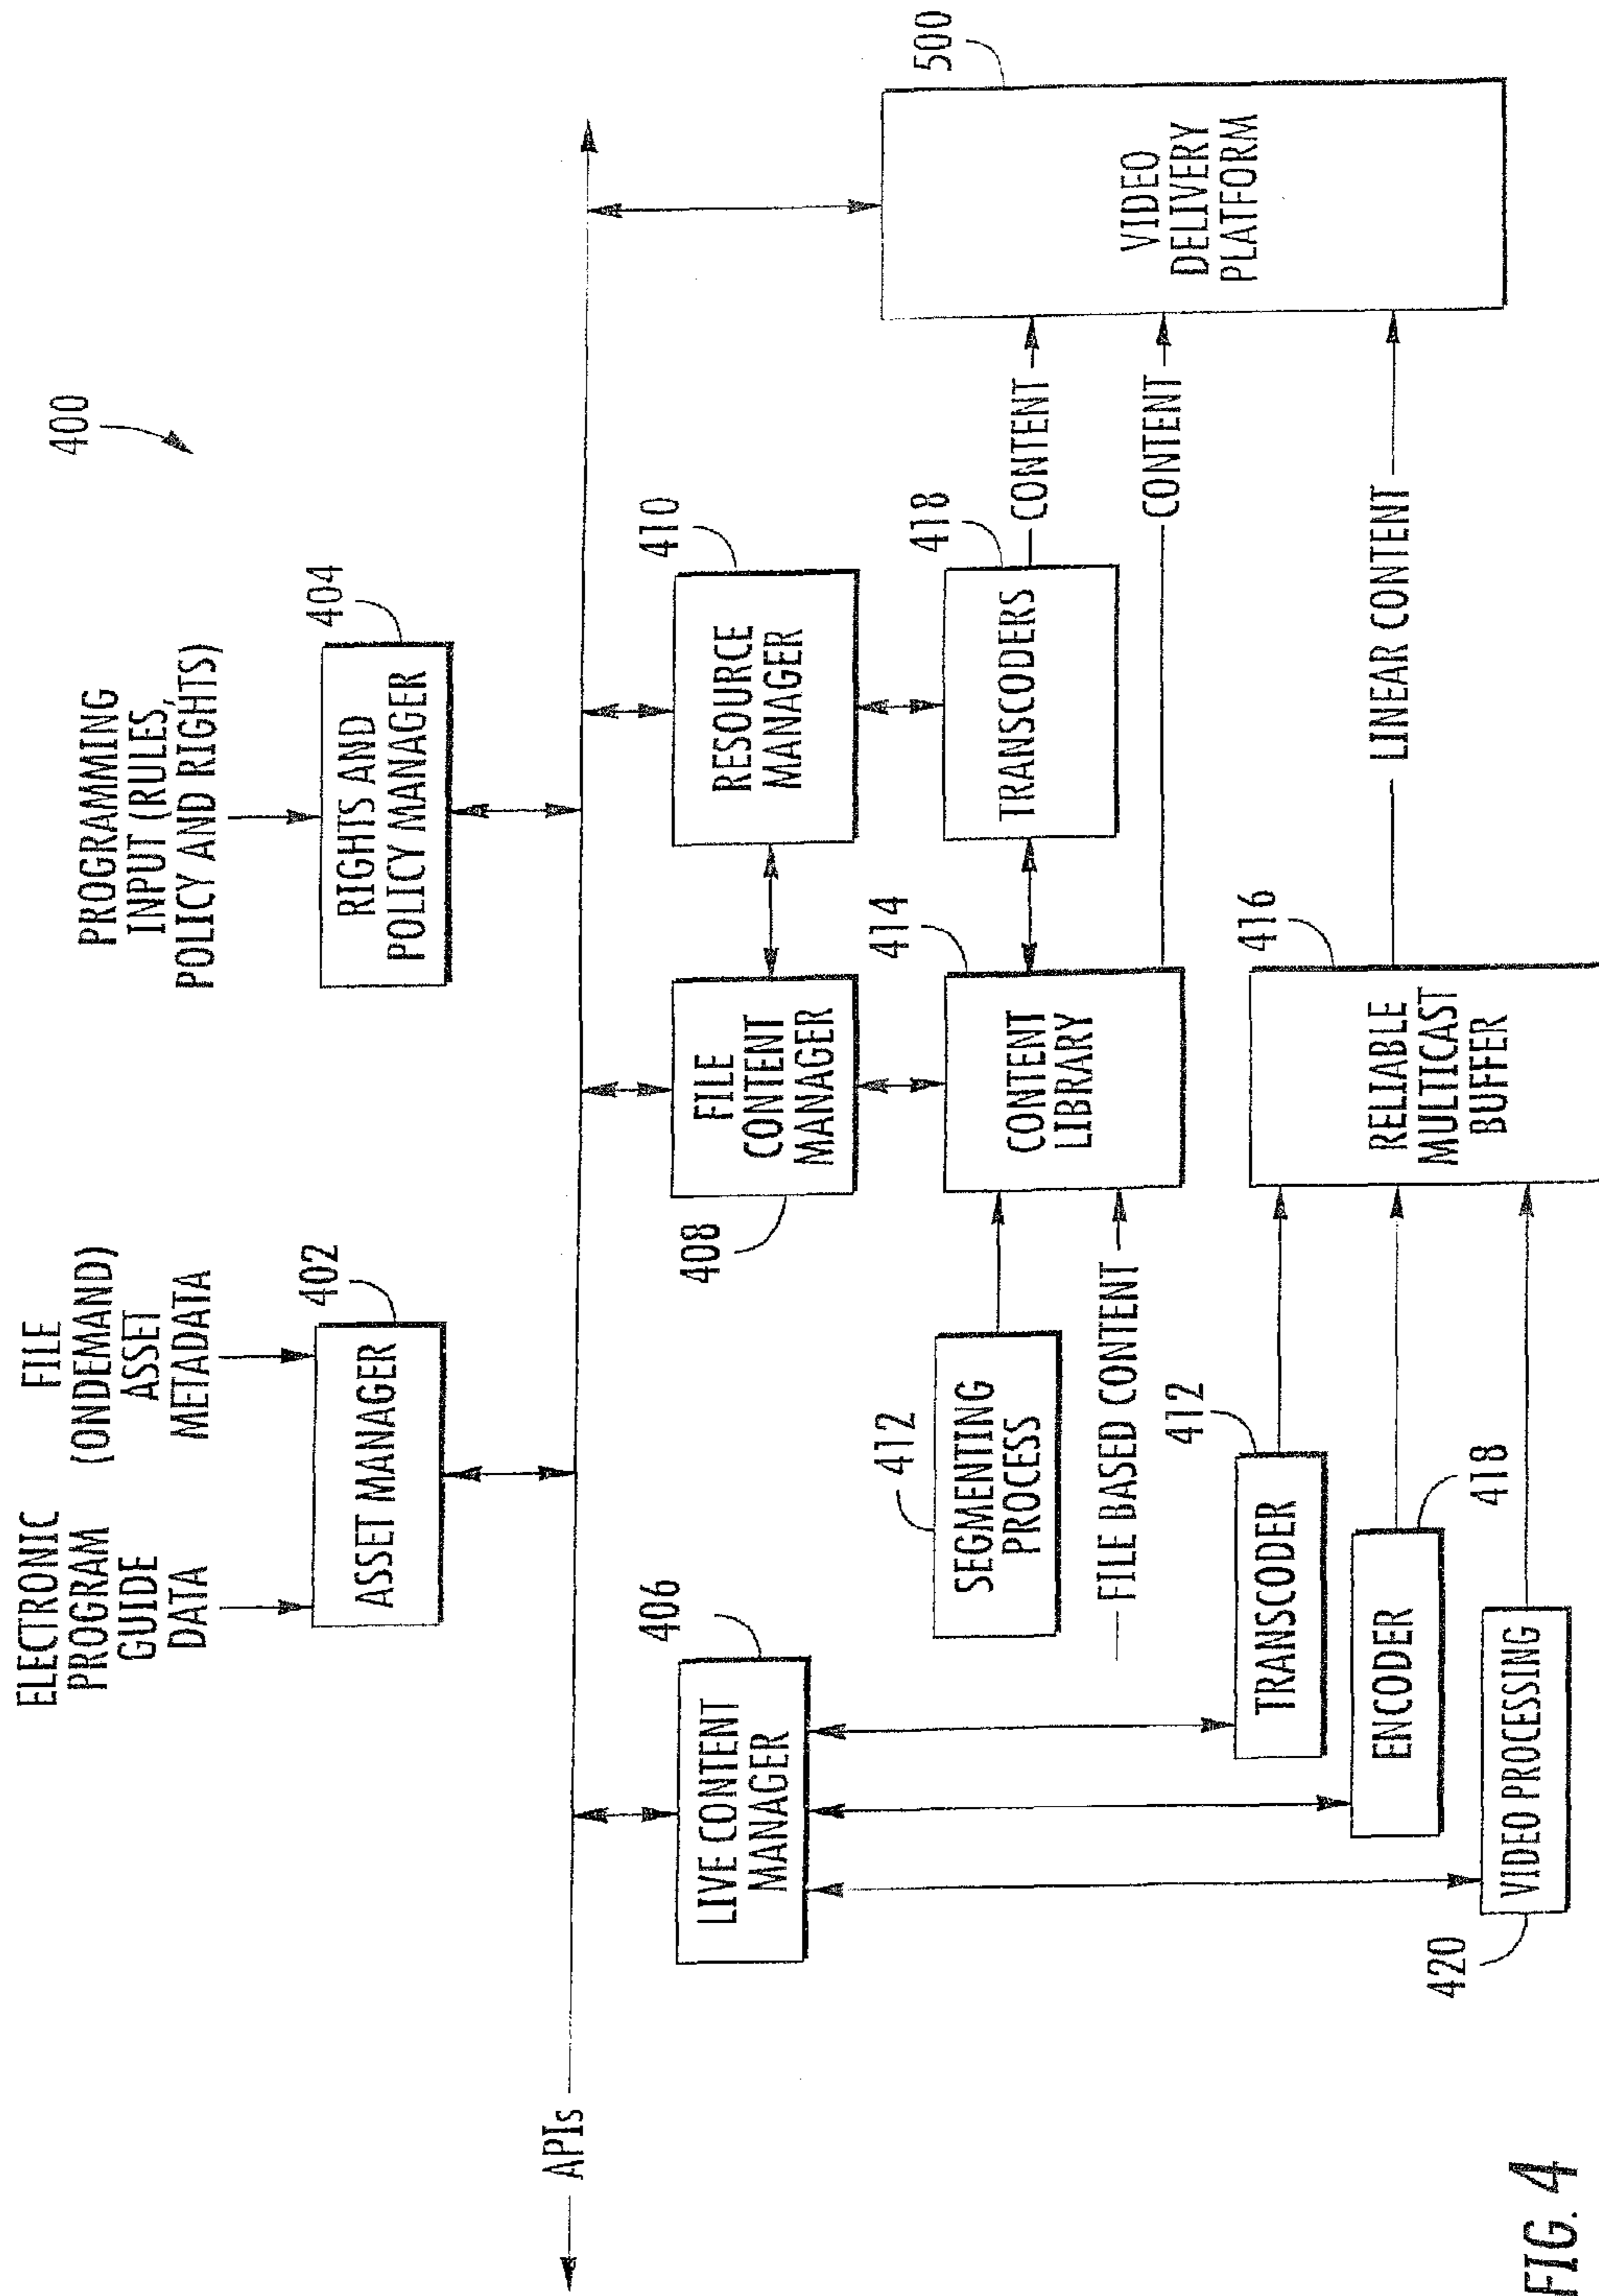 400
ELECTRONIC
PROGRAM
GUIDE
DATA
FILE
(ONDEMAND)
ASSET
METADATA
PROGRAMMING
INPUT (RULES,
POLICY AND RIGHTS)
402
ASSET MANAGER
404
RIGHTS AND
POLICY MANAGER
APIs
406
LIVE CONTENT
MANAGER
408
FILE
CONTENT
MANAGER
410
RESOURCE
MANAGER
500
VIDEO
DELIVERY
PLATFORM
412
SEGMENTING
PROCESS
414
CONTENT
LIBRARY
418
TRANSCODERS
CONTENT
CONTENT
FILE BASED CONTENT
412
TRANSCODER
416
RELIABLE
MULTICAST
BUFFER
LINEAR CONTENT
ENCODER
418
VIDEO PROCESSING
420
FIG. 4